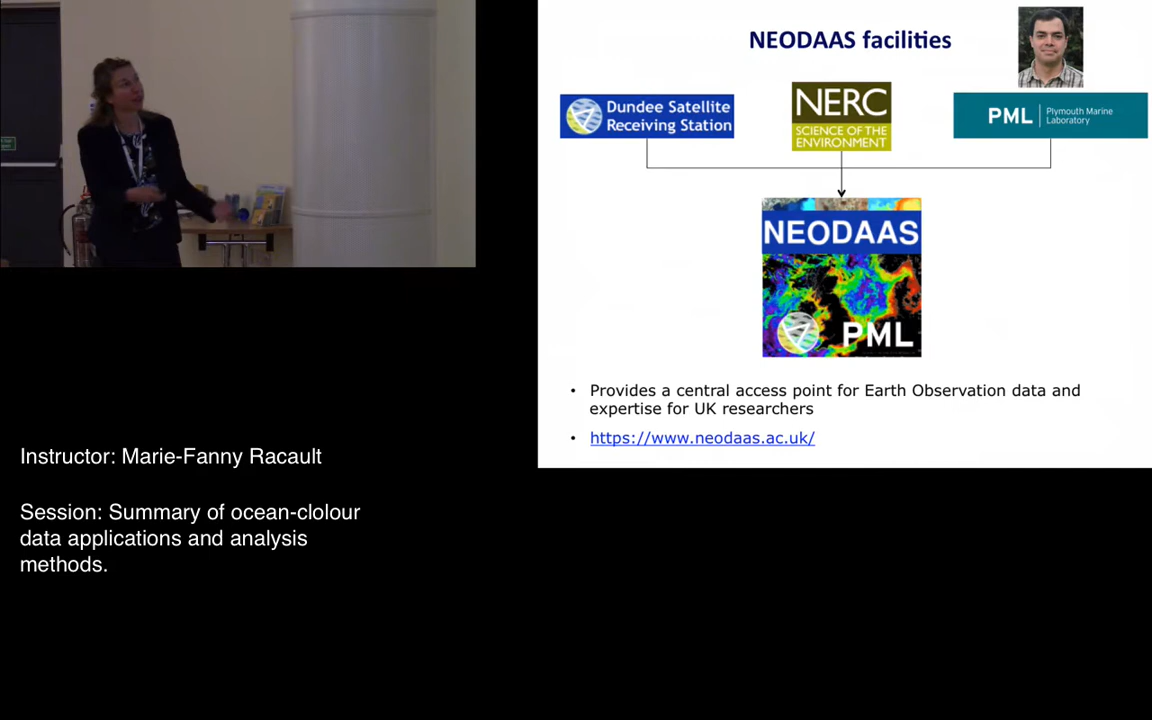 NEODAAS facilities
Dundee Satellite
Receiving Station
NERC
SCIENCE OF THE
ENVIRONMENT
PML
Plymouth Marine
Laboratory
NEODAAS
PML
• Provides a central access point for Earth Observation data and
expertise for UK researchers
• https://www.neodaas.ac.uk/
Instructor: Marie-Fanny Racault
Session: Summary of ocean-clolour
data applications and analysis
methods.